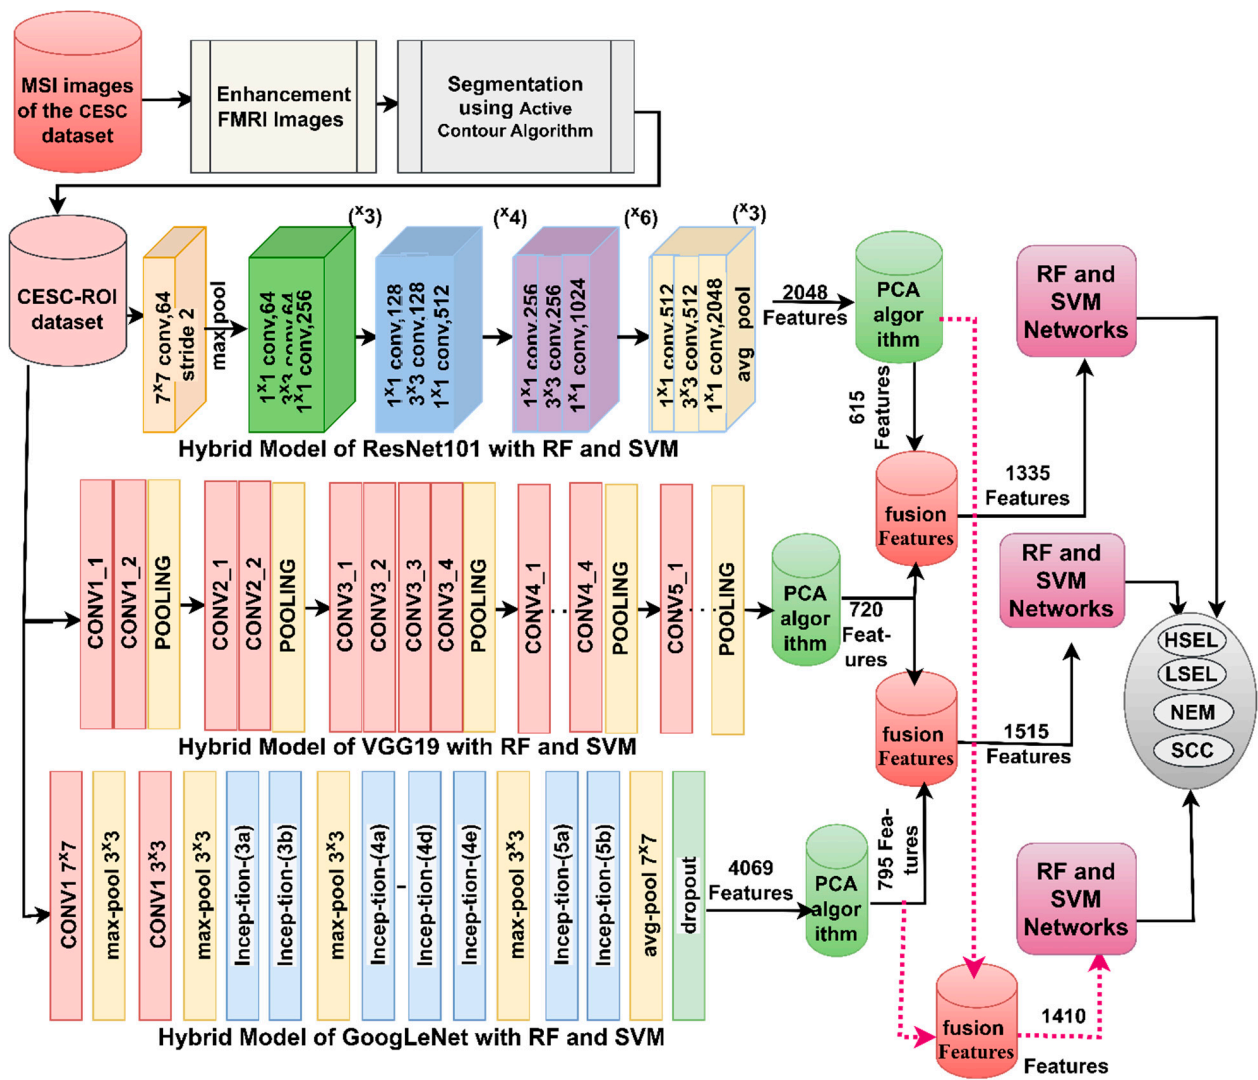 MSI images
of the CESC
dataset
Enhancement
FMRI Images
Segmentation
using Active
Contour Algorithm
CESC-ROI
dataset
7x7 conv,64
stride 2
max-pool
(x3)
1x1 conv,64
3x3 conv,64
1x1 conv,256
(x4)
1x1 conv,128
3x3 conv,128
1x1 conv,512
(x6)
1x1 conv,256
3x3 conv,256
1x1 conv,1024
(x3)
1x1 conv,512
3x3 conv,512
1x1 conv,2048
avg pool
2048
Features
PCA
algor
ithm
615
Features
Hybrid Model of ResNet101 with RF and SVM
fusion
Features
1335
Features
RF and
SVM
Networks
CONV1_1
CONV1_2
POOLING
CONV2_1
CONV2_2
POOLING
CONV3_1
CONV3_2
CONV3_3
CONV3_4
POOLING
CONV4_1
CONV4_4
POOLING
CONV5_1
POOLING
PCA
algor
ithm
720
Feat-
ures
Hybrid Model of VGG19 with RF and SVM
fusion
Features
1515
Features
RF and
SVM
Networks
HSEL
LSEL
NEM
SCC
CONV1 7x7
max-pool 3x3
CONV1 3x3
max-pool 3x3
Incep-tion-(3a)
Incep-tion-(3b)
max-pool 3x3
Incep-tion-(4a)
Incep-tion-(4d)
Incep-tion-(4e)
max-pool 3x3
Incep-tion-(5a)
Incep-tion-(5b)
avg-pool 7x7
dropout
4069
Features
PCA
algor
ithm
795 Fea-
tures
Hybrid Model of GoogLeNet with RF and SVM
fusion
Features
1410
Features
RF and
SVM
Networks